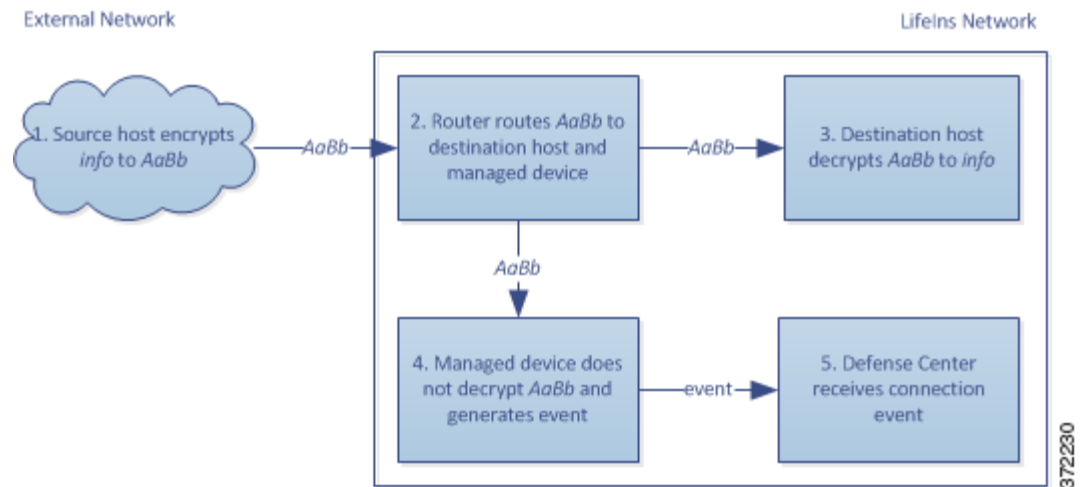 External Network
LifeIns Network
1. Source host encrypts
info to AaBb
AaBb
2. Router routes AaBb to
destination host and
managed device
AaBb
3. Destination host
decrypts AaBb to info
AaBb
4. Managed device does
not decrypt AaBb and
generates event
event
5. Defense Center
receives connection
event
372230